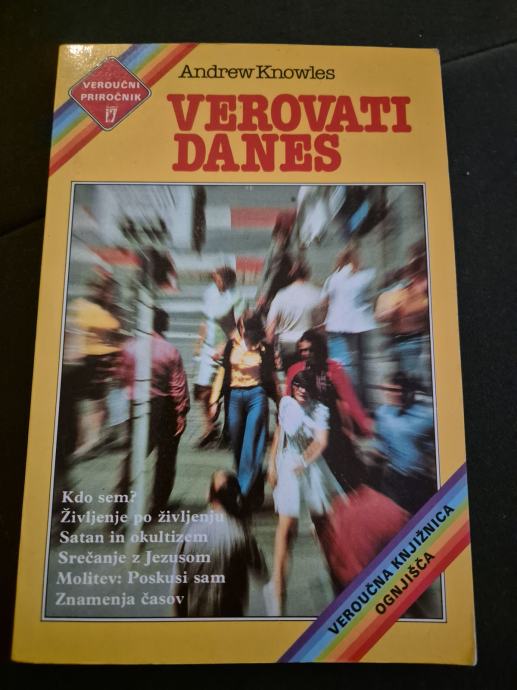 VEROUČNI
PRIROČNIK
17
Andrew Knowles
VEROVATI
DANES
Kdo sem?
Življenje po življenju
Satan in okultizem
Srečanje z Jezusom
Molitev: Poskusi sam
Znamenja časov
VEROUČNA KNJIŽNICA
OGNJIŠČA